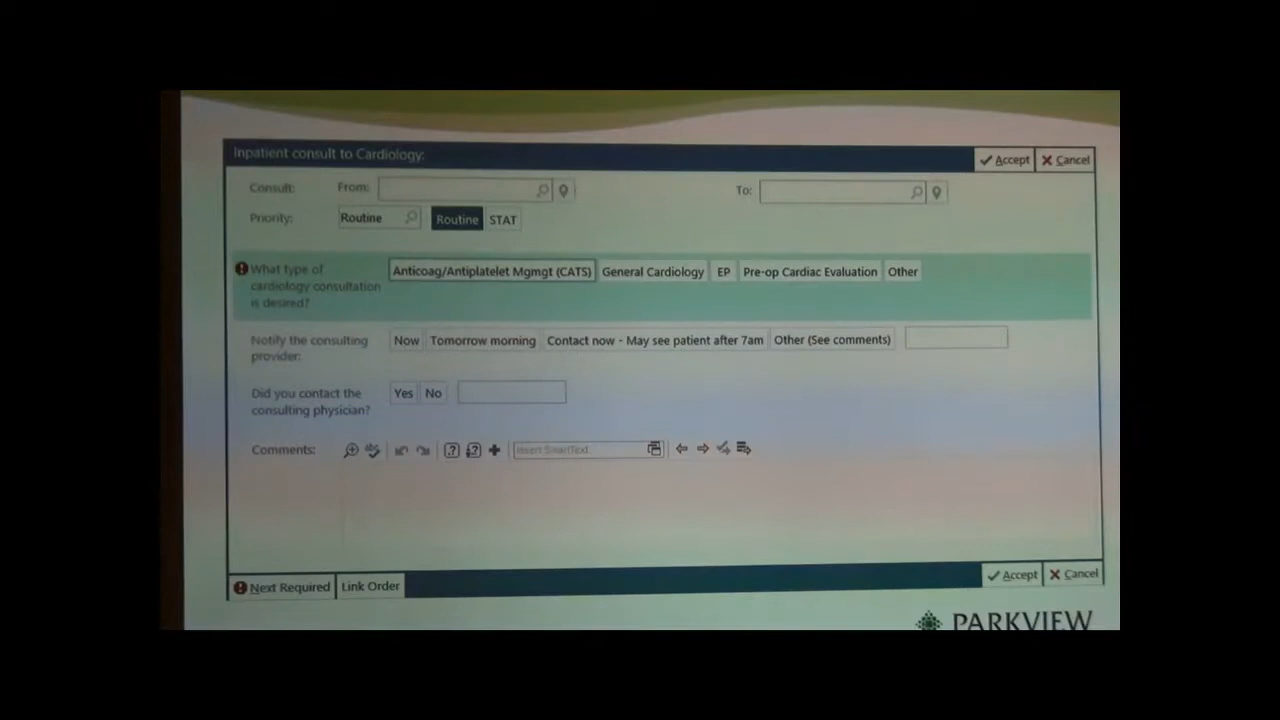 Inpatient consult to Cardiology:
Accept Cancel
Consult: From: To:
Priority: Routine Routine STAT
What type of cardiology consultation is desired? Anticoag/Antiplatelet Mgmgt (CATS) General Cardiology EP Pre-op Cardiac Evaluation Other
Notify the consulting provider: Now Tomorrow morning Contact now - May see patient after 7am Other (See comments)
Did you contact the consulting physician? Yes No
Comments: Insert SmartText
Next Required Link Order
Accept Cancel
PARKVIEW